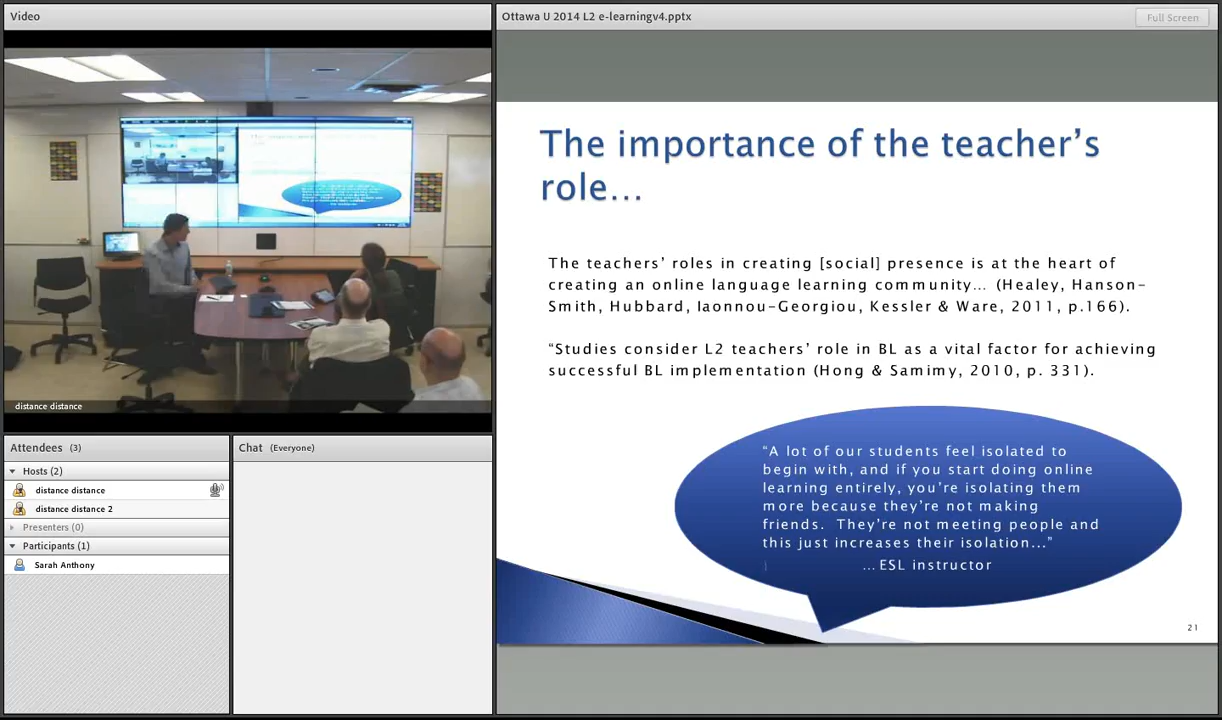 Video
Ottawa U 2014 L2 e-learningv4.pptx
Full Screen
The importance of the teacher’s
role…
The teachers’ roles in creating [social] presence is at the heart of
creating an online language learning community… (Healey, Hanson-
Smith, Hubbard, Iaonnou-Georgiou, Kessler & Ware, 2011, p.166).
“Studies consider L2 teachers’ role in BL as a vital factor for achieving
successful BL implementation (Hong & Samimy, 2010, p. 331).
“A lot of our students feel isolated to
begin with, and if you start doing online
learning entirely, you’re isolating them
more because they’re not making
friends. They’re not meeting people and
this just increases their isolation…”
…ESL instructor
21
distance distance
Attendees (3)
Hosts (2)
distance distance
distance distance 2
Presenters (0)
Participants (1)
Sarah Anthony
Chat (Everyone)